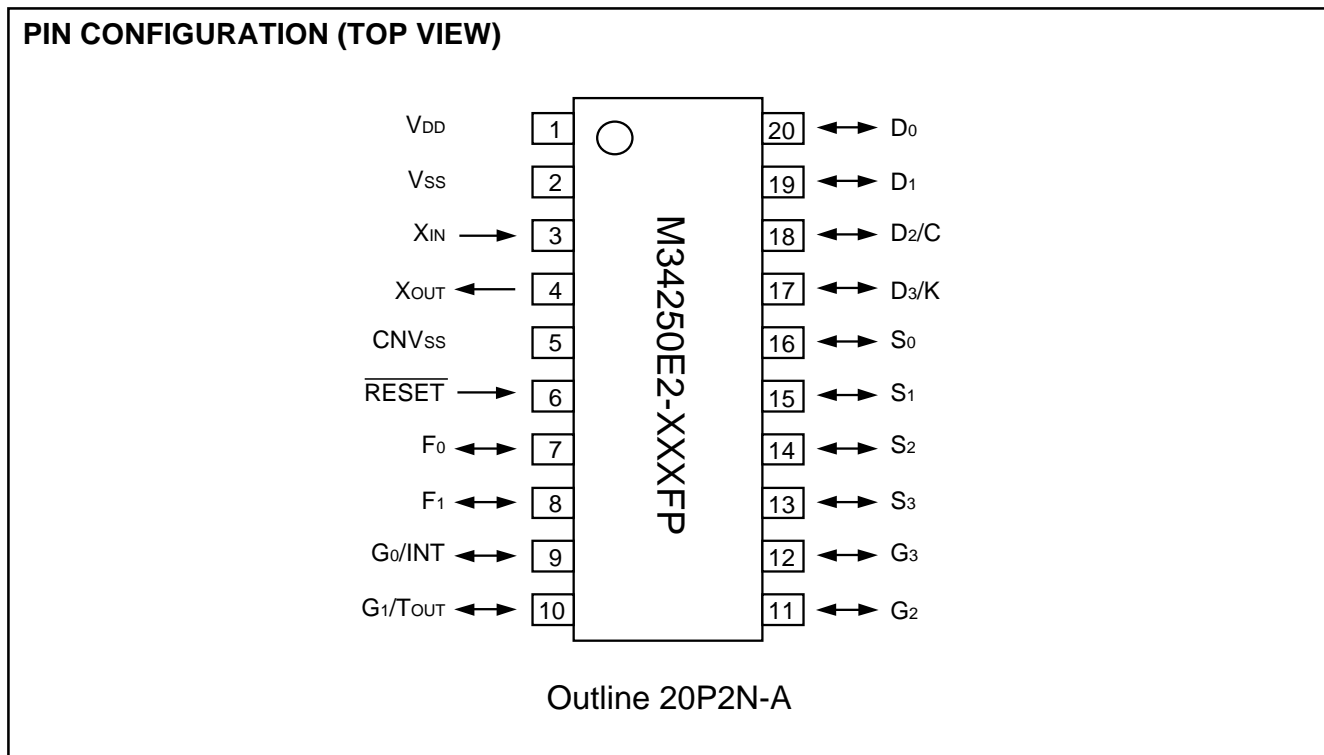 PIN CONFIGURATION (TOP VIEW)
VDD 1 20 D0
VSS 2 19 D1
XIN 3 18 D2/C
XOUT 4 17 D3/K
CNVSS 5 16 S0
RESET 6 15 S1
F0 7 14 S2
F1 8 13 S3
G0/INT 9 12 G3
G1/TOUT 10 11 G2
M34250E2-XXXFP
Outline 20P2N-A